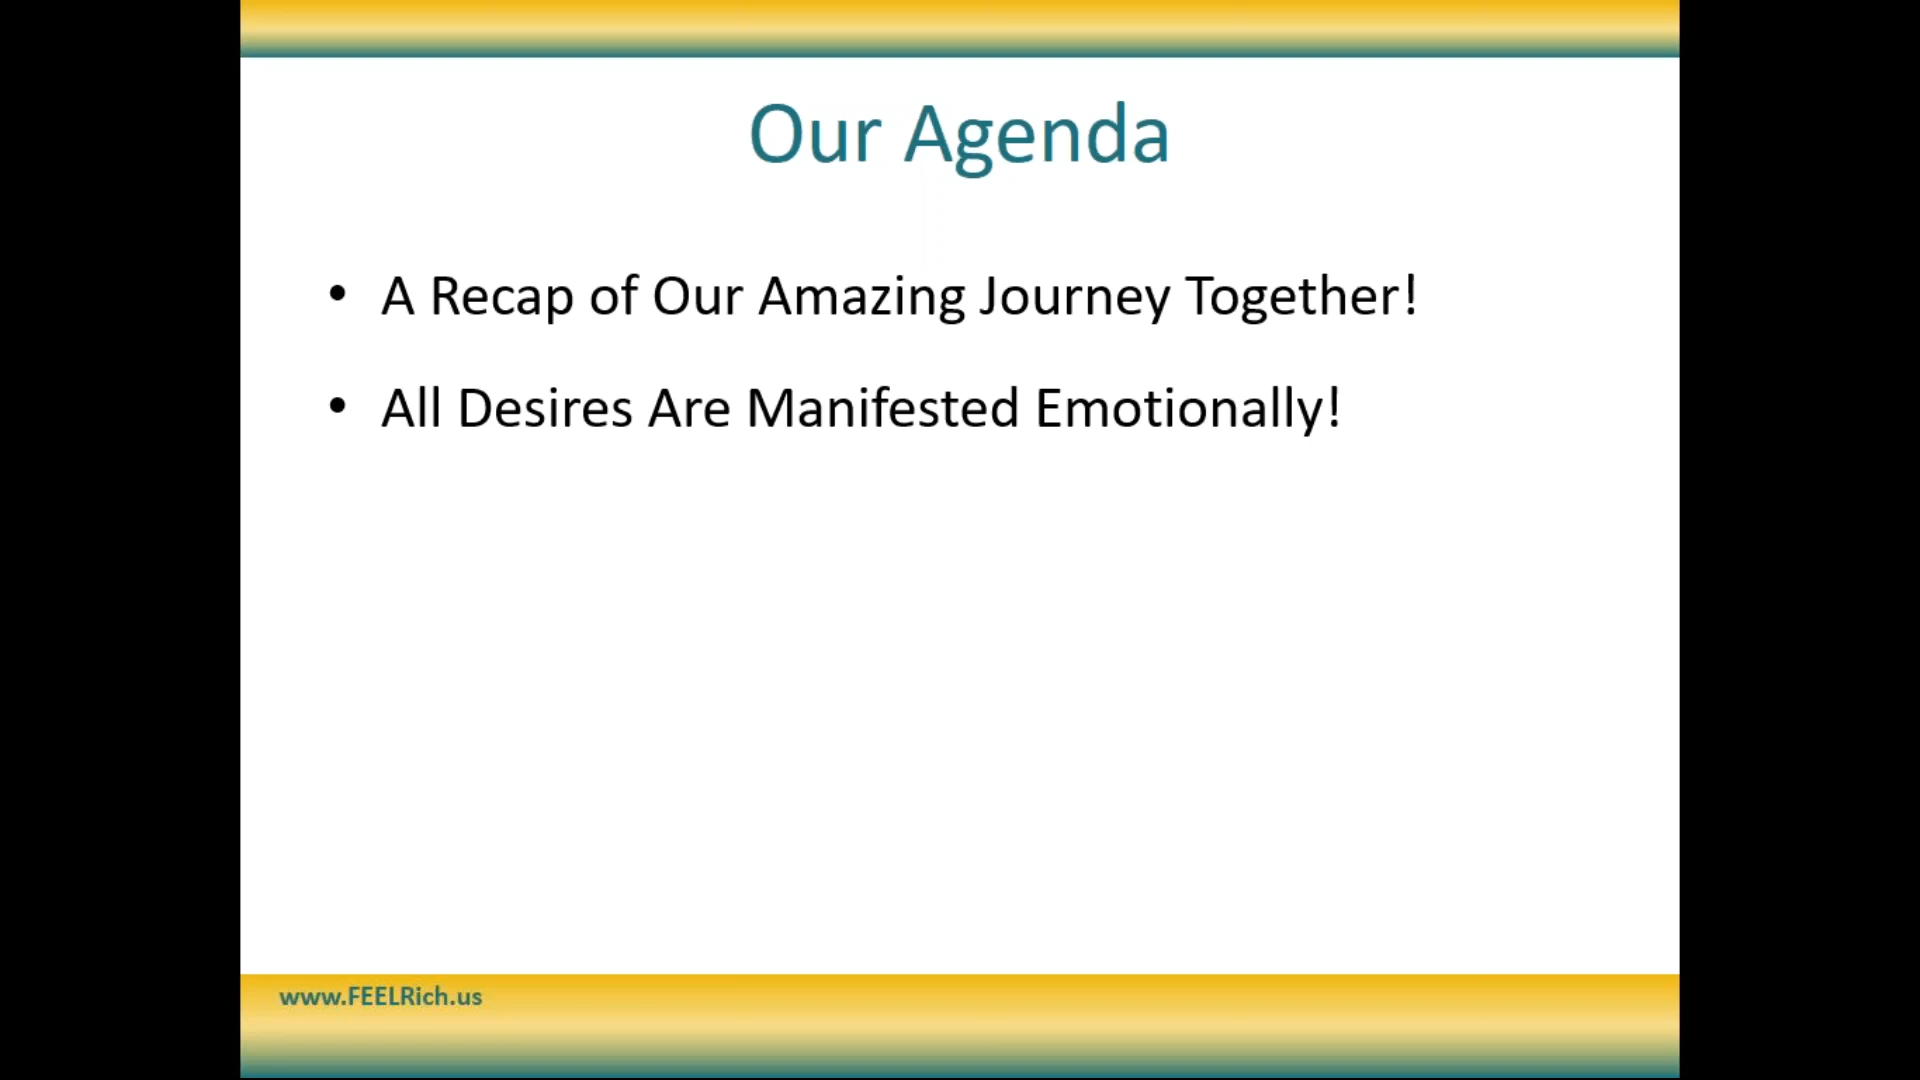 Our Agenda
• A Recap of Our Amazing Journey Together!
• All Desires Are Manifested Emotionally!
www.FEELRich.us